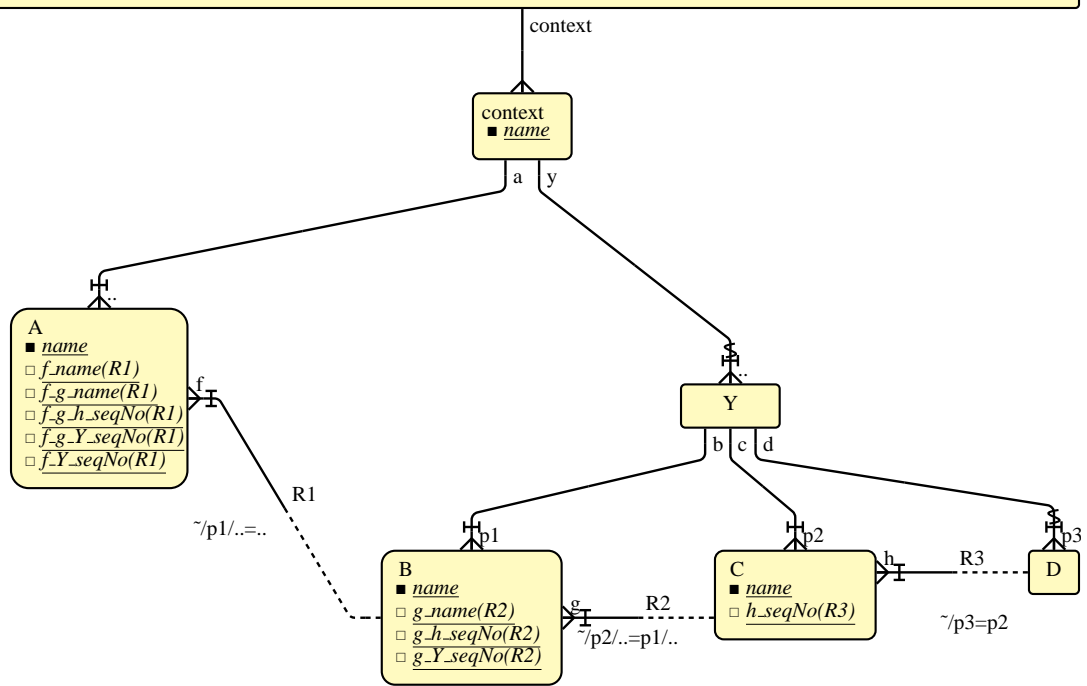 context
context
■ name
a y
..
..
A
■ name
□ f_name(R1)
□ f_g_name(R1)
□ f_g_h_seqNo(R1)
□ f_g_Y_seqNo(R1)
□ f_Y_seqNo(R1)
f
Y
b c d
R1
~/p1/..=..
p1
p2
p3
B
■ name
□ g_name(R2)
□ g_h_seqNo(R2)
□ g_Y_seqNo(R2)
g
R2
~/p2/..=p1/..
C
■ name
□ h_seqNo(R3)
h
R3
D
~/p3=p2